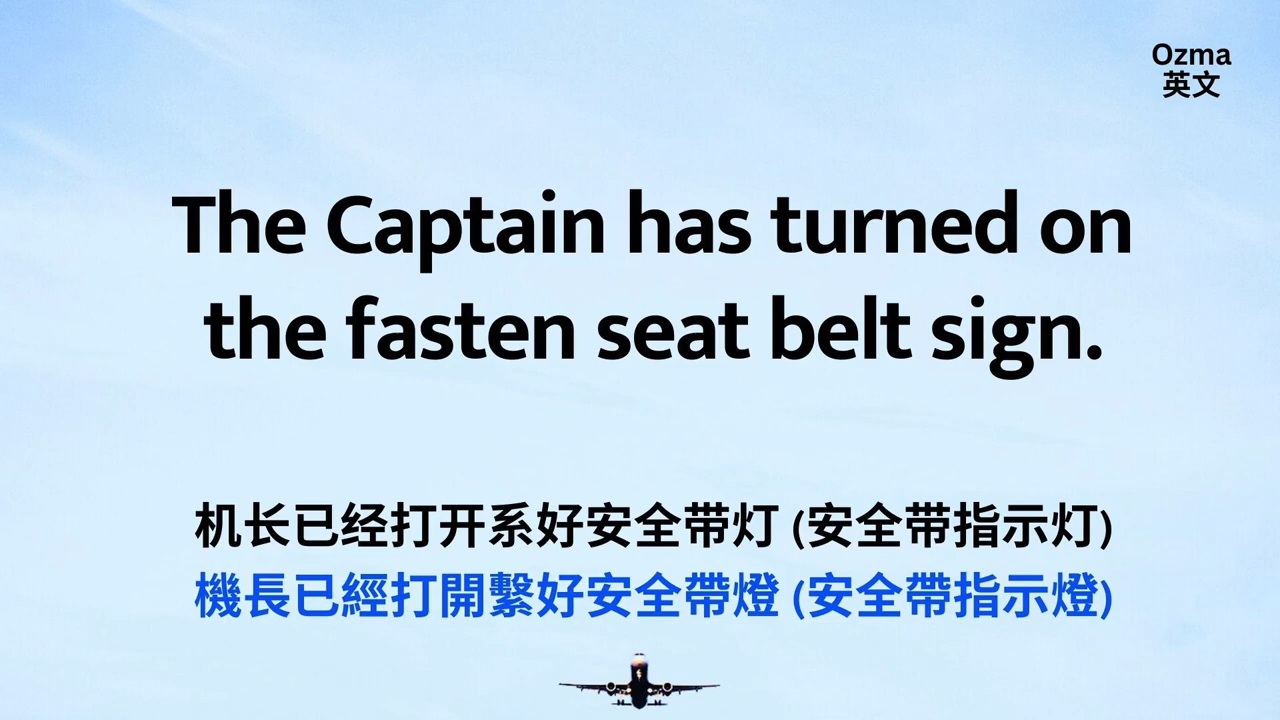 Ozma
英文
The Captain has turned on
the fasten seat belt sign.
机长已经打开系好安全带灯 (安全带指示灯)
機長已經打開繫好安全帶燈 (安全帶指示燈)